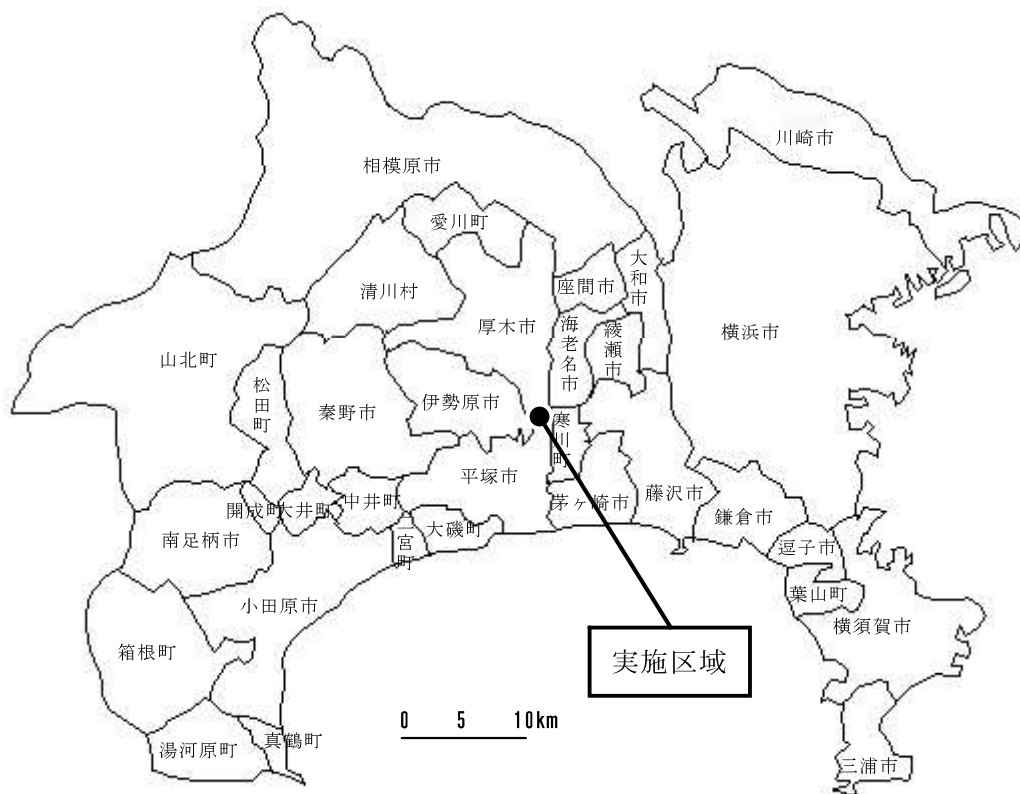 川崎市
相模原市
愛川町
大和市
座間市
清川村
厚木市
海老名市
綾瀬市
横浜市
山北町
松田町
秦野市
伊勢原市
寒川町
平塚市
藤沢市
開成町
大井町
中井町
茅ヶ崎市
鎌倉市
南足柄市
二宮町
大磯町
逗子市
葉山町
小田原市
横須賀市
箱根町
実施区域
0 5 10km
湯河原町
真鶴町
三浦市